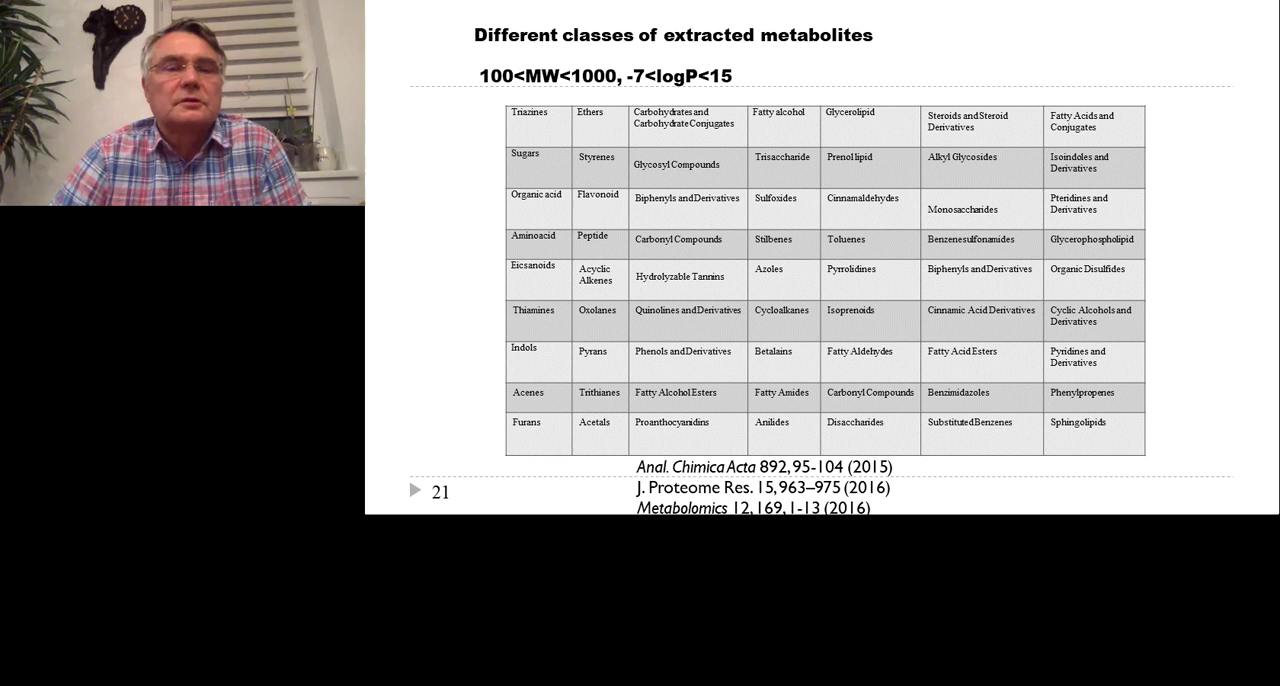 Different classes of extracted metabolites
100<MW<1000, -7<logP<15
Triazines Ethers Carbohydrates and Carbohydrate Conjugates Fatty alcohol Glycerolipid Steroids and Steroid Derivatives Fatty Acids and Conjugates
Sugars Styrenes Glycosyl Compounds Trisaccharide Prenol lipid Alkyl Glycosides Isoindoles and Derivatives
Organic acid Flavonoid Biphenyls and Derivatives Sulfoxides Cinnamaldehydes Monosaccharides Pteridines and Derivatives
Aminoacid Peptide Carbonyl Compounds Stilbenes Toluenes Benzenesulfonamides Glycerophospholipid
Eicsanoids Acyclic Alkenes Hydrolyzable Tannins Azoles Pyrrolidines Biphenyls and Derivatives Organic Disulfides
Thiamines Oxolanes Quinolines and Derivatives Cycloalkanes Isoprenoids Cinnamic Acid Derivatives Cyclic Alcohols and Derivatives
Indols Pyrans Phenols and Derivatives Betalains Fatty Aldehydes Fatty Acid Esters Pyridines and Derivatives
Acenes Trithianes Fatty Alcohol Esters Fatty Amides Carbonyl Compounds Benzimidazoles Phenylpropenes
Furans Acetals Proanthocyanidins Anilides Disaccharides Substituted Benzenes Sphingolipids
Anal. Chimica Acta 892, 95-104 (2015)
J. Proteome Res. 15, 963–975 (2016)
Metabolomics 12, 169, 1-13 (2016)
21